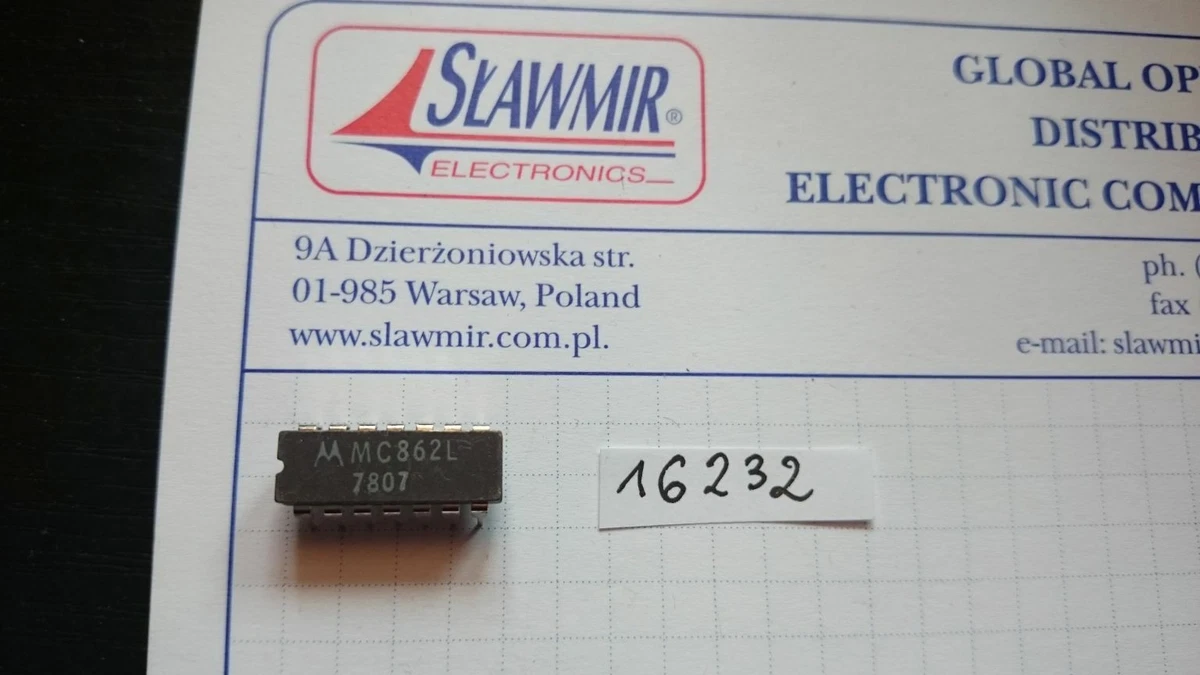 SŁAWMIR®
ELECTRONICS
GLOBAL OP
DISTRIB
ELECTRONIC COM
9A Dzierżoniowska str.
01-985 Warsaw, Poland
www.slawmir.com.pl.
ph. (
fax
e-mail: slawmi
MC862L
7807
16232